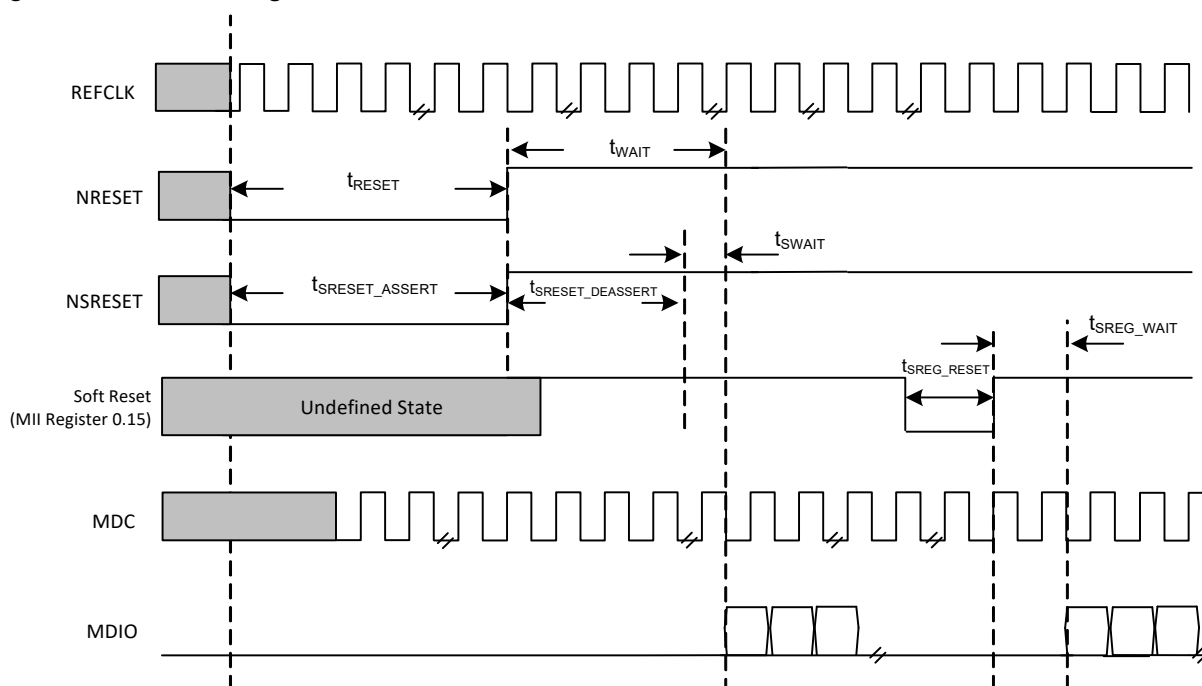 REFCLK
tWAIT
NRESET
tRESET
tSWAIT
NSRESET
tSRESET_ASSERT
tSRESET_DEASSERT
tSREG_WAIT
tSREG_RESET
Soft Reset
(MII Register 0.15)
Undefined State
MDC
MDIO